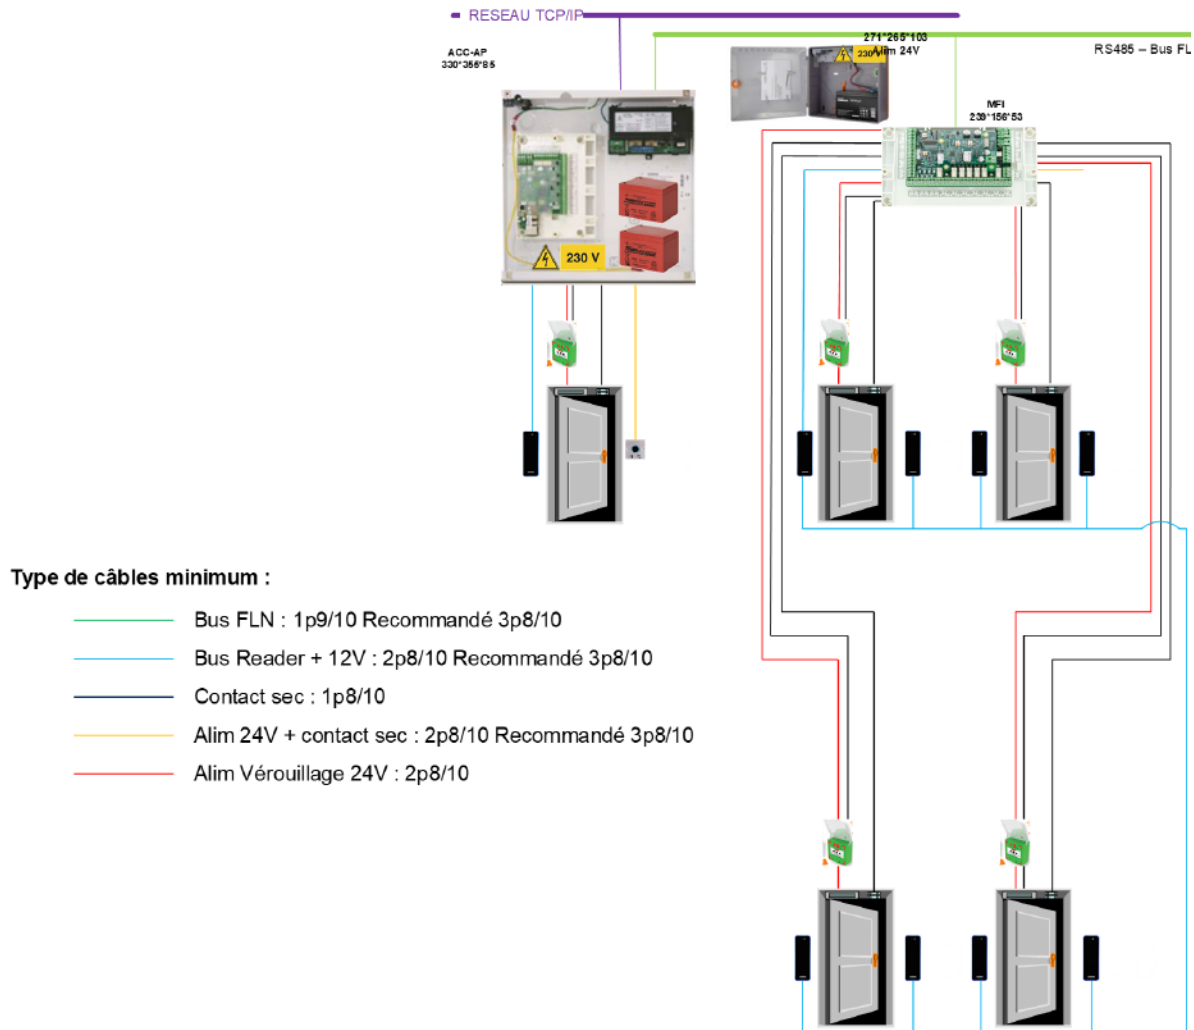 RESEAU TCP/IP
271*265*103
Alim 24V
230 V
RS485 – Bus FL
ACC-AP
330*355*85
MFI
239*156*53
230 V
Type de câbles minimum :
Bus FLN : 1p9/10 Recommandé 3p8/10
Bus Reader + 12V : 2p8/10 Recommandé 3p8/10
Contact sec : 1p8/10
Alim 24V + contact sec : 2p8/10 Recommandé 3p8/10
Alim Vérouillage 24V : 2p8/10